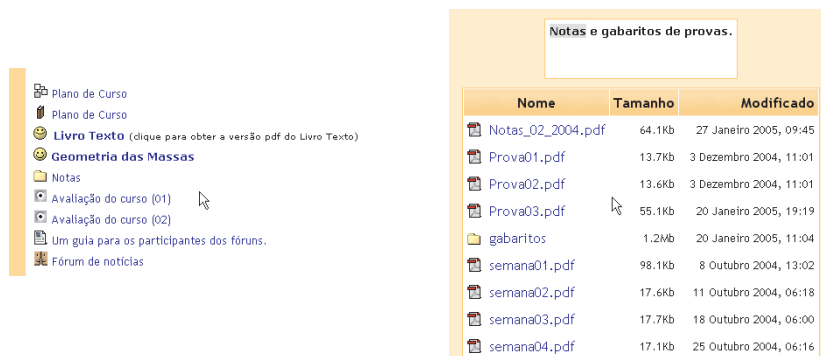 Plano de Curso
Plano de Curso
Livro Texto (clique para obter a versão pdf do Livro Texto)
Geometria das Massas
Notas
Avaliação do curso (01)
Avaliação do curso (02)
Um guia para os participantes dos fóruns.
Fórum de notícias
Notas e gabaritos de provas.
Nome Tamanho Modificado
Notas_02_2004.pdf 64.1Kb 27 Janeiro 2005, 09:45
Prova01.pdf 13.7Kb 3 Dezembro 2004, 11:01
Prova02.pdf 13.6Kb 3 Dezembro 2004, 11:01
Prova03.pdf 55.1Kb 20 Janeiro 2005, 19:19
gabaritos 1.2Mb 20 Janeiro 2005, 11:04
semana01.pdf 98.1Kb 8 Outubro 2004, 13:02
semana02.pdf 17.6Kb 11 Outubro 2004, 06:18
semana03.pdf 17.7Kb 18 Outubro 2004, 06:00
semana04.pdf 17.1Kb 25 Outubro 2004, 06:16